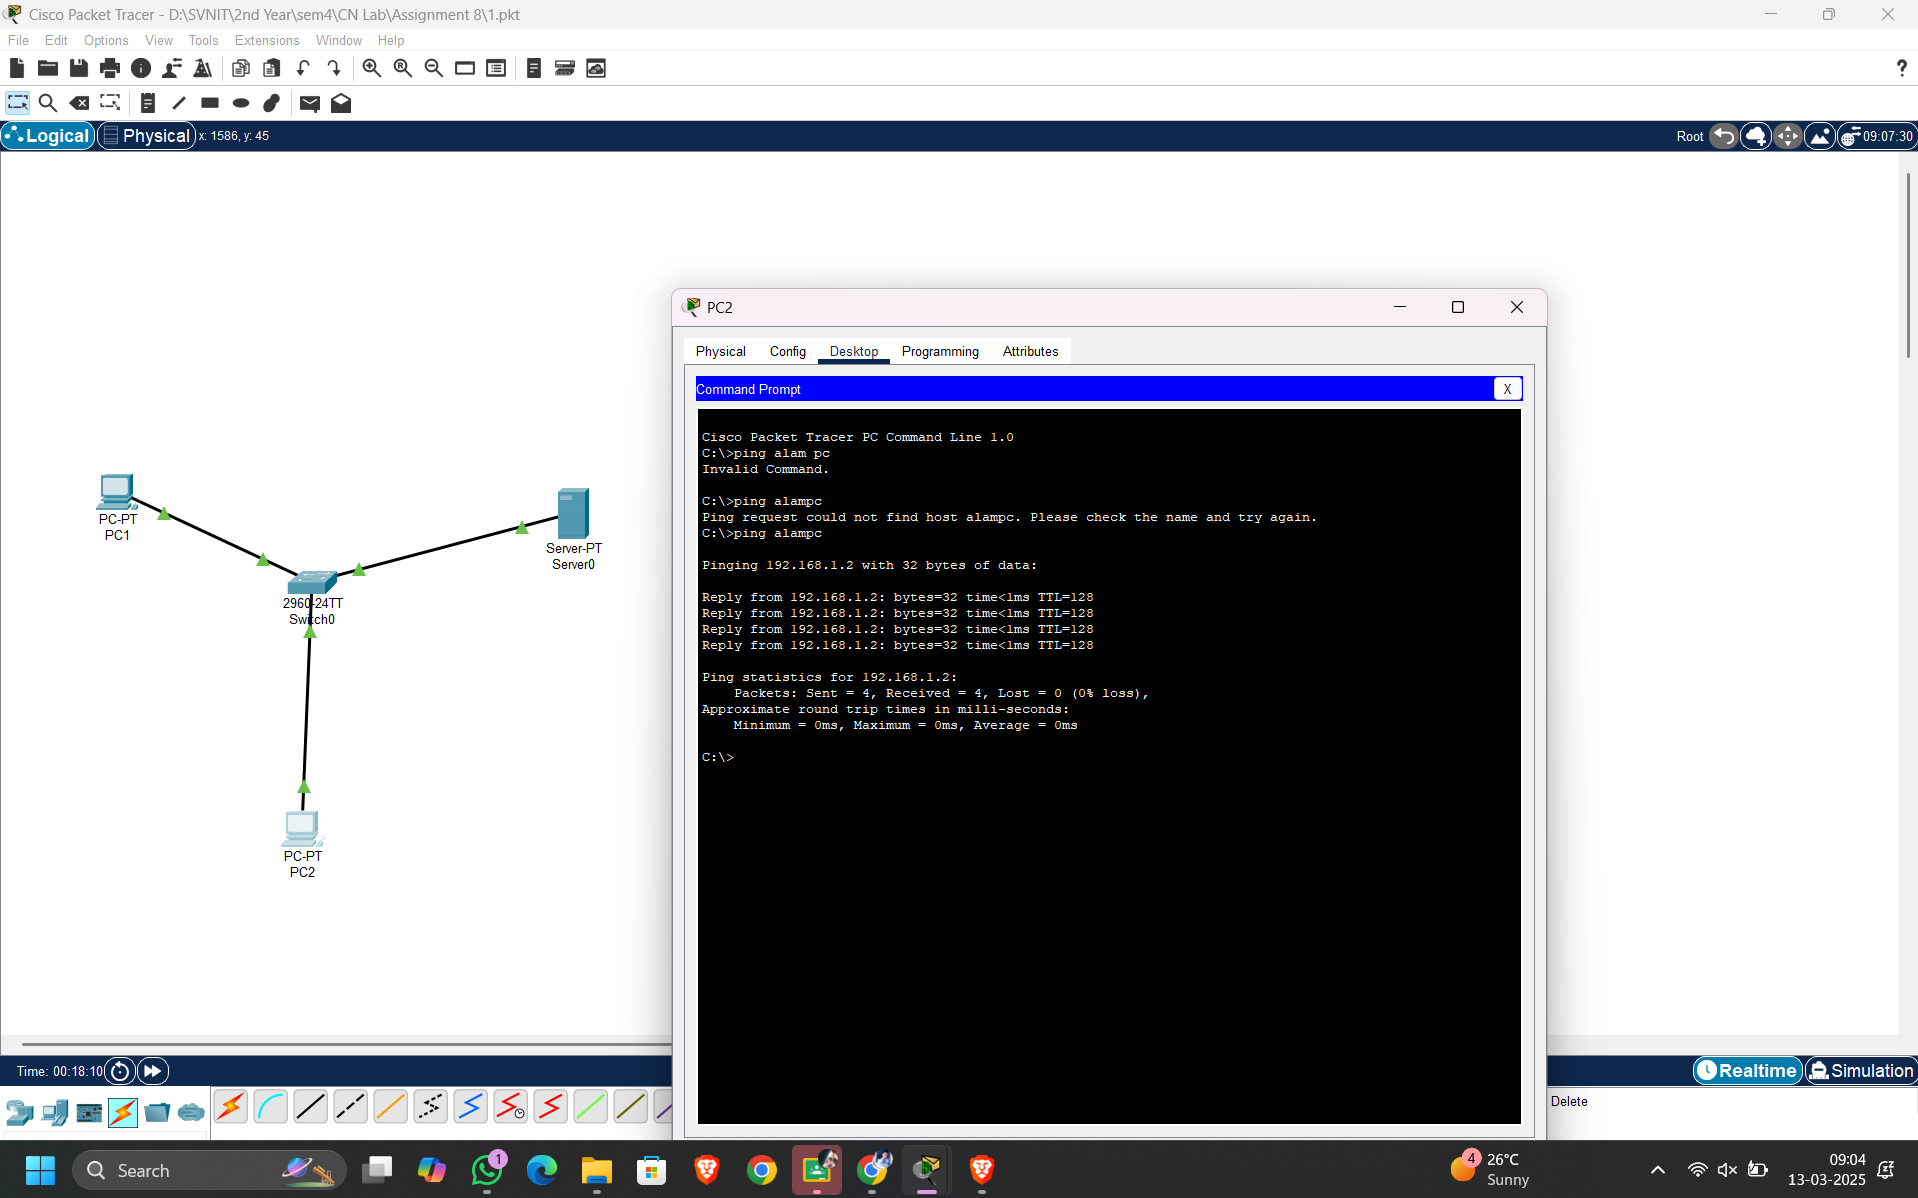 Cisco Packet Tracer - D:\SVNIT\2nd Year\sem4\CN Lab\Assignment 8\1.pkt
File Edit Options View Tools Extensions Window Help
Logical Physical x: 1586, y: 45 Root 09:07:30
PC2
Physical Config Desktop Programming Attributes
Command Prompt X
Cisco Packet Tracer PC Command Line 1.0
C:\>ping alam pc
Invalid Command.
C:\>ping alampc
Ping request could not find host alampc. Please check the name and try again.
C:\>ping alampc
Pinging 192.168.1.2 with 32 bytes of data:
Reply from 192.168.1.2: bytes=32 time<1ms TTL=128
Reply from 192.168.1.2: bytes=32 time<1ms TTL=128
Reply from 192.168.1.2: bytes=32 time<1ms TTL=128
Reply from 192.168.1.2: bytes=32 time<1ms TTL=128
Ping statistics for 192.168.1.2:
Packets: Sent = 4, Received = 4, Lost = 0 (0% loss),
Approximate round trip times in milli-seconds:
Minimum = 0ms, Maximum = 0ms, Average = 0ms
C:\>
PC-PT
PC1
Server-PT
Server0
2960-24TT
Switch0
PC-PT
PC2
Time: 00:18:10 Realtime Simulation
Delete
Search 1 4 26°C 09:04
Sunny 13-03-2025